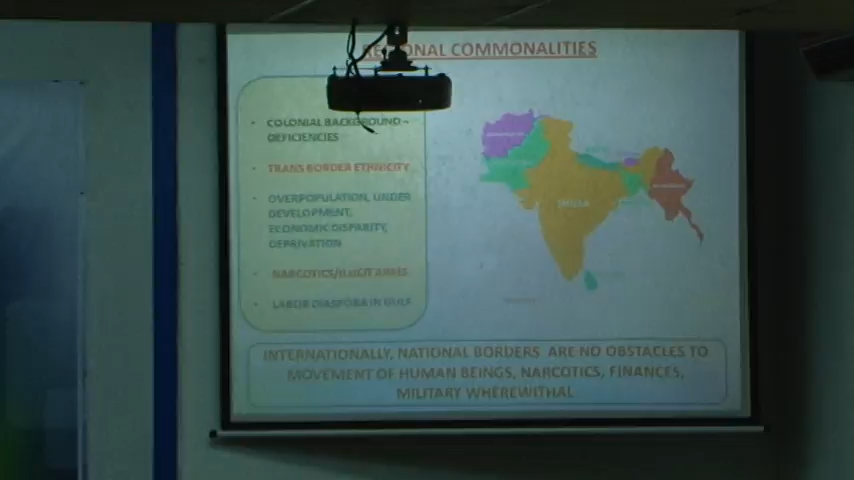 REGIONAL COMMONALITIES
• COLONIAL BACKGROUND –
DEFICIENCIES
• TRANS BORDER ETHNICITY
• OVERPOPULATION, UNDER
DEVELOPMENT,
ECONOMIC DISPARITY,
DEPRIVATION
• NARCOTICS/ILLICIT ARMS
• LABOR DIASPORA IN GULF
INDIA
INTERNATIONALLY, NATIONAL BORDERS ARE NO OBSTACLES TO
MOVEMENT OF HUMAN BEINGS, NARCOTICS, FINANCES,
MILITARY WHEREWITHAL